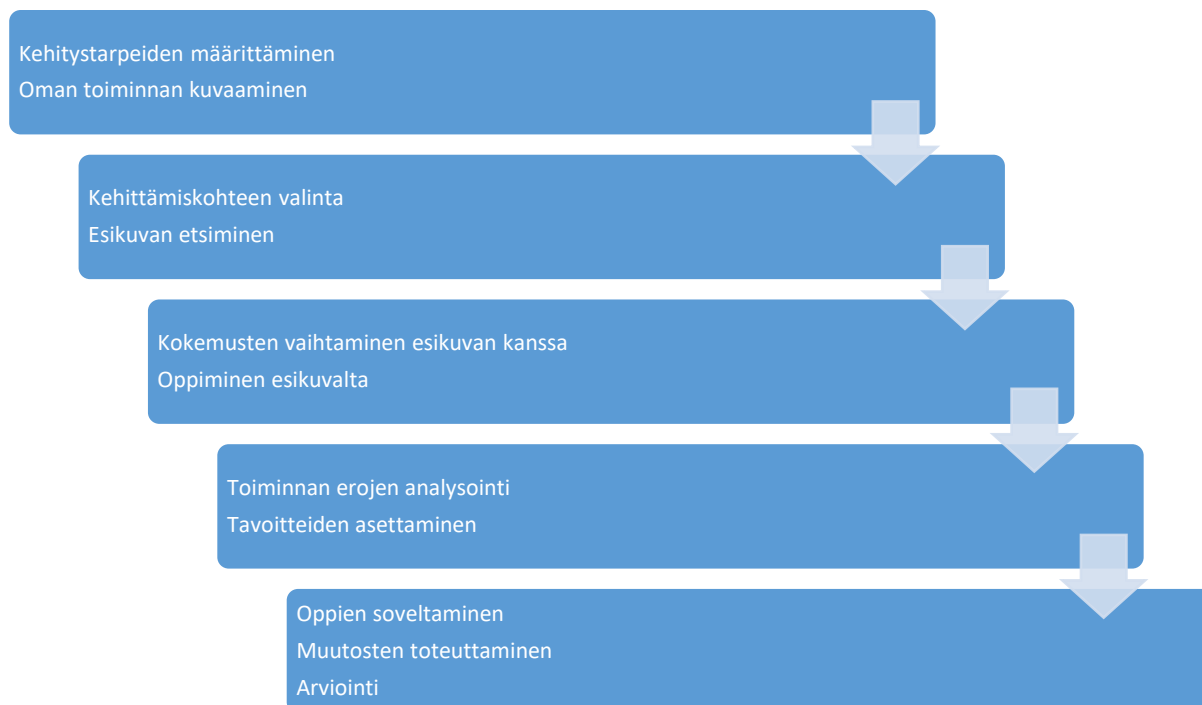 Kehitystarpeiden määrittäminen
Oman toiminnan kuvaaminen
Kehittämiskohteen valinta
Esikuvan etsiminen
Kokemusten vaihtaminen esikuvan kanssa
Oppiminen esikuvalta
Toiminnan erojen analysointi
Tavoitteiden asettaminen
Oppien soveltaminen
Muutosten toteuttaminen
Arviointi